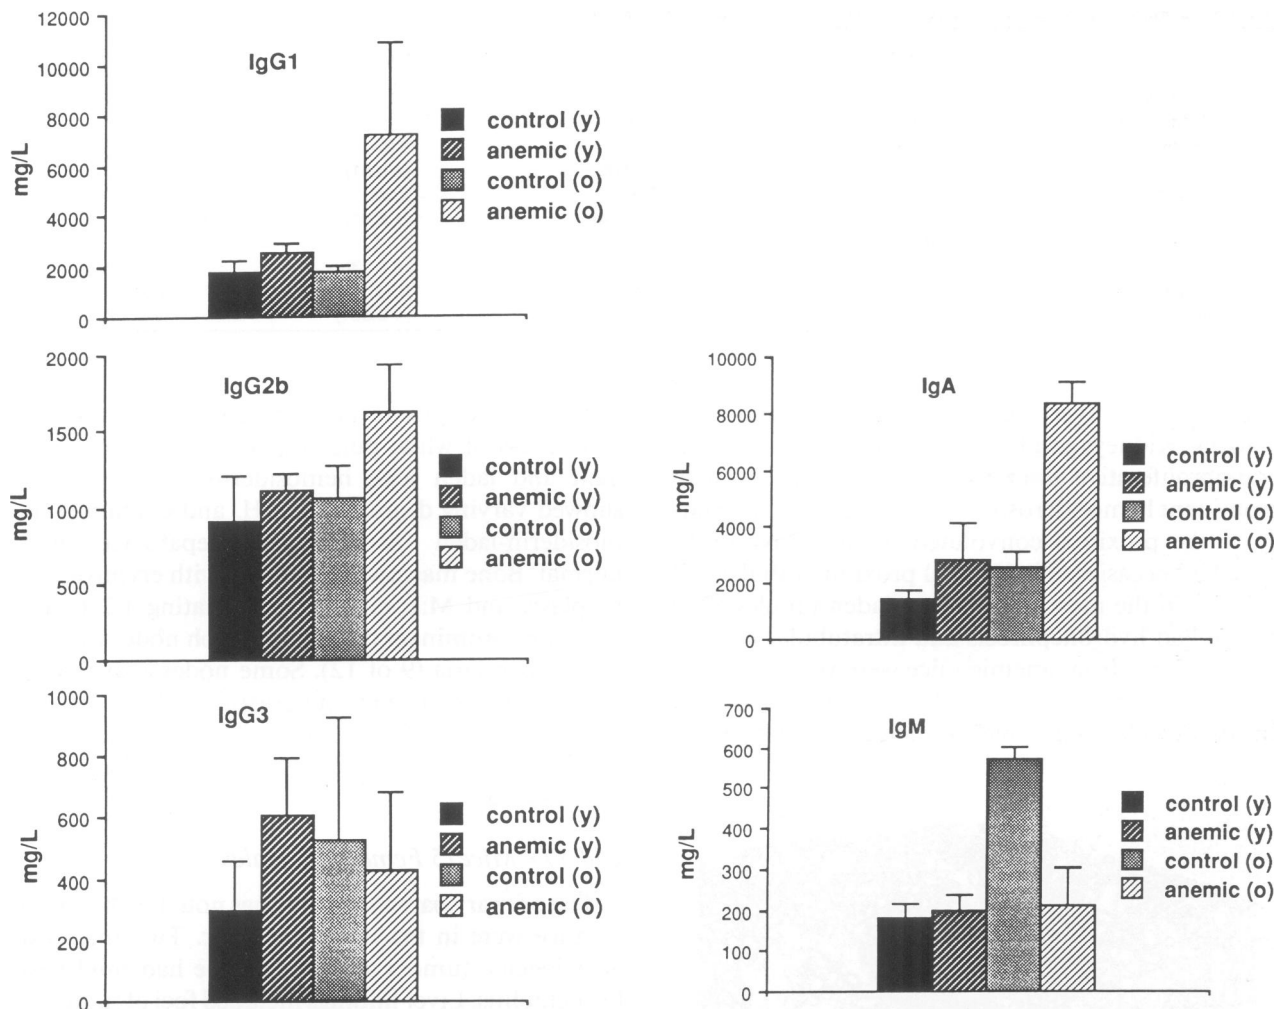 IgG1
mg/L
12000
10000
8000
6000
4000
2000
0
control (y)
anemic (y)
control (o)
anemic (o)
IgG2b
2000
1500
1000
500
0
control (y)
anemic (y)
control (o)
anemic (o)
IgA
mg/L
10000
8000
6000
4000
2000
0
control (y)
anemic (y)
control (o)
anemic (o)
IgG3
mg/L
1000
800
600
400
200
0
control (y)
anemic (y)
control (o)
anemic (o)
IgM
mg/L
700
600
500
400
300
200
100
0
control (y)
anemic (y)
control (o)
anemic (o)